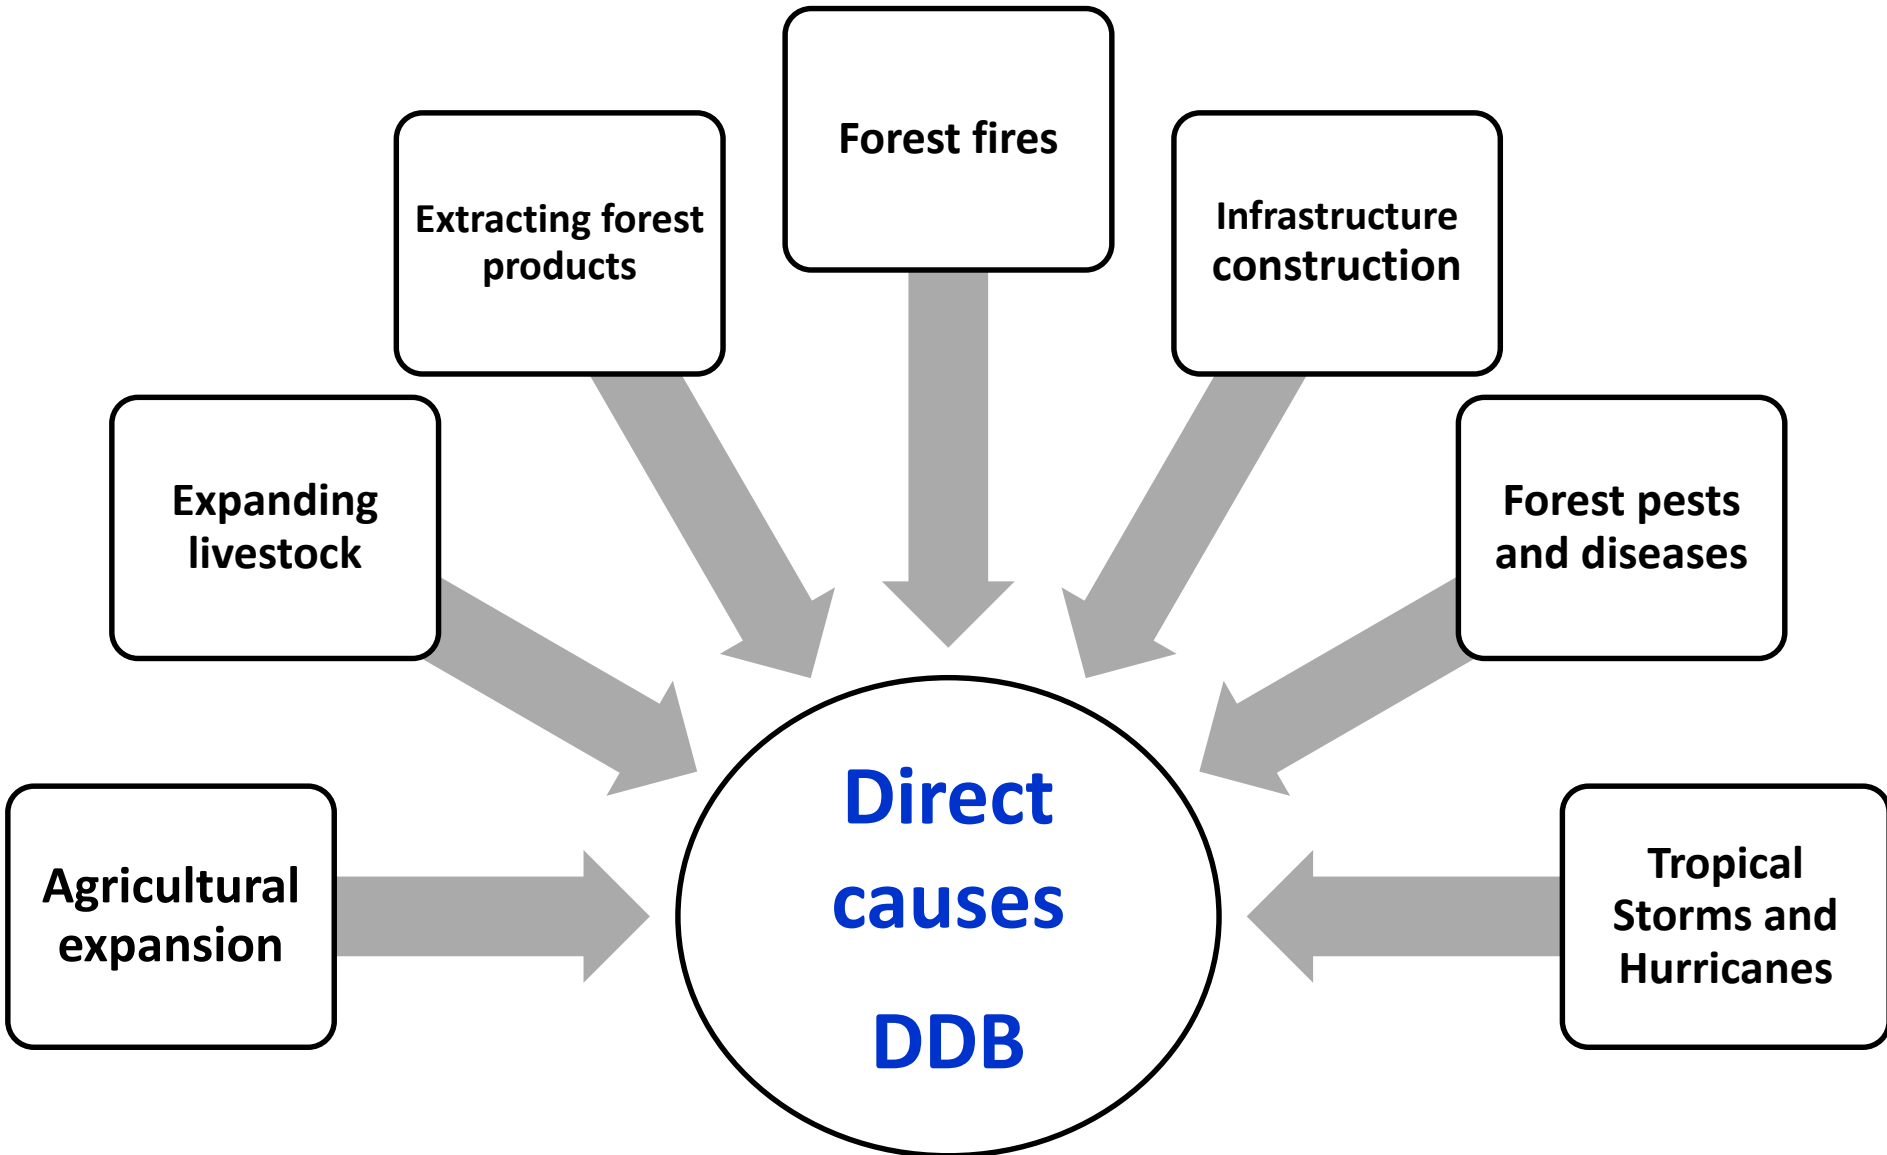 Forest fires
Extracting forest
products
Infrastructure
construction
Expanding
livestock
Forest pests
and diseases
Agricultural
expansion
Direct
causes
DDB
Tropical
Storms and
Hurricanes